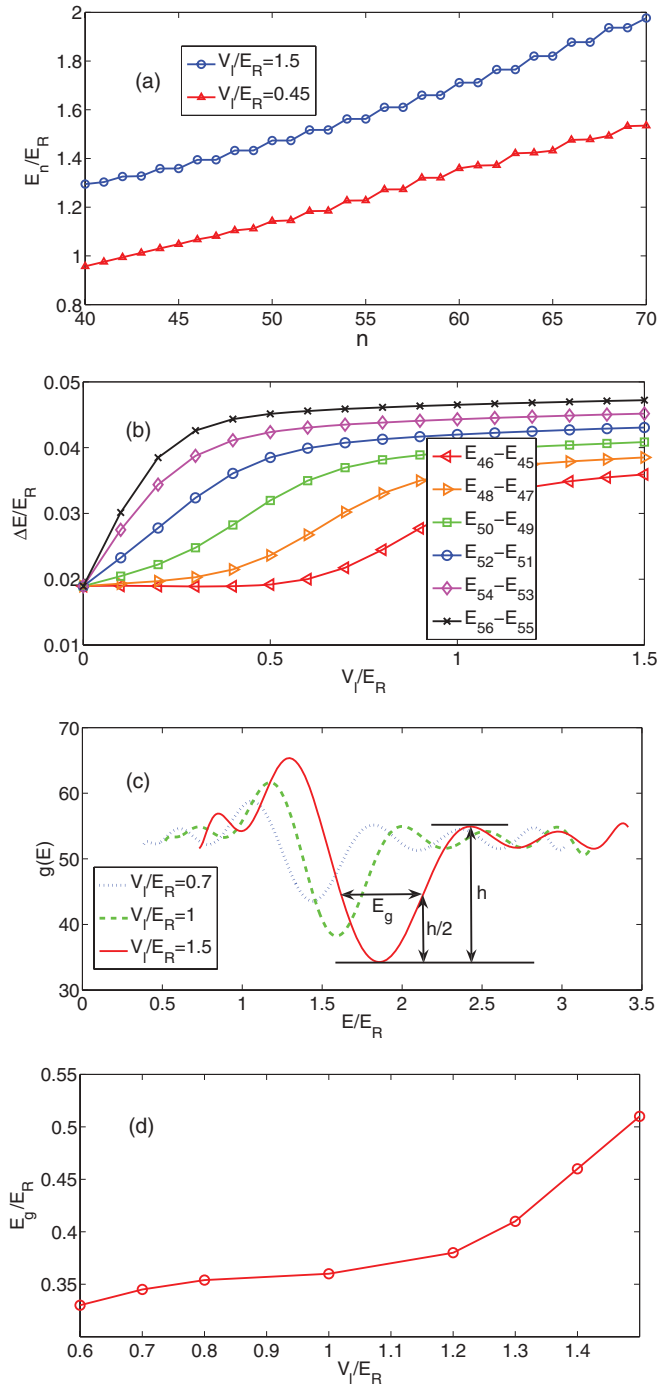 2
1.8
1.6
1.4
1.2
1
0.8
E_n/E_R
(a)
V_l/E_R=1.5
V_l/E_R=0.45
40 45 50 55 60 65 70
n
0.05
0.04
0.03
0.02
0.01
ΔE/E_R
(b)
E_46−E_45
E_48−E_47
E_50−E_49
E_52−E_51
E_54−E_53
E_56−E_55
0 0.5 1 1.5
V_l/E_R
70
60
50
40
30
g(E)
(c)
V_l/E_R=0.7
V_l/E_R=1
V_l/E_R=1.5
E_g
h/2
h
0 0.5 1 1.5 2 2.5 3 3.5
E/E_R
0.55
0.45
0.4
0.35
E_g/E_R
(d)
0.6 0.7 0.8 0.9 1 1.1 1.2 1.3 1.4
V_l/E_R